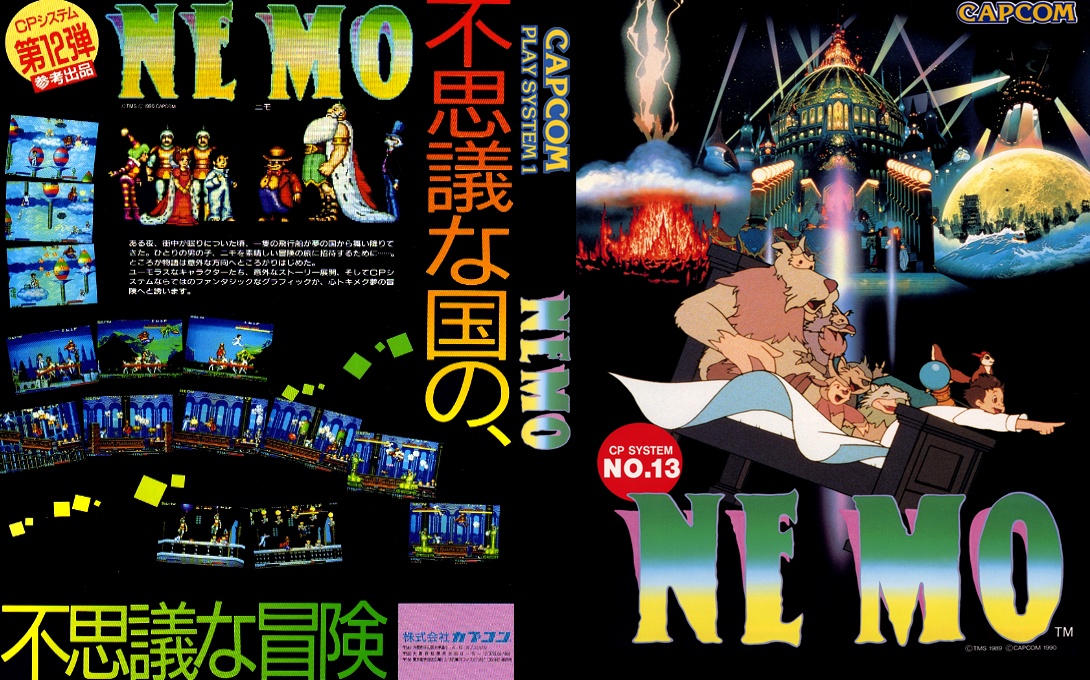 CPシステム
第12弾
参考出品
NEMO
©TMS © 1990 CAPCOM
ニモ
ある夜、街中が眠りについた頃、一隻の飛行船が夢の国から舞い降りて
きた。ひとりの男の子、ニモを素晴しい冒険の旅に招待するために……。
ところが物語は意外な方向へところがりはじめた。
ユーモラスなキャラクターたち、意外なストーリー展開、そしてCPシ
ステムならではのファンタジックなグラフィックが、心トキメク夢の冒
険へと誘います。
不思議な国の、
不思議な冒険
株式会社カプコン
CAPCOM
PLAY SYSTEM 1
NEMO
CAPCOM
CP SYSTEM
NO.13
NEMO
TM
©TMS 1989 ©CAPCOM 1990